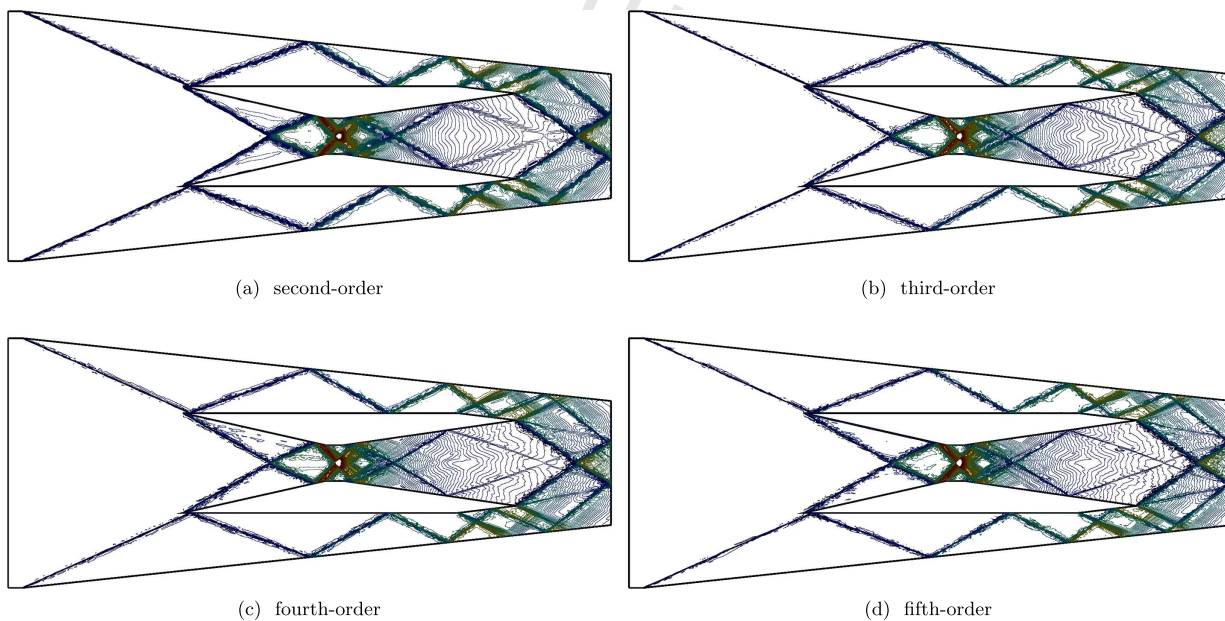 (a) second-order
(b) third-order
(c) fourth-order
(d) fifth-order